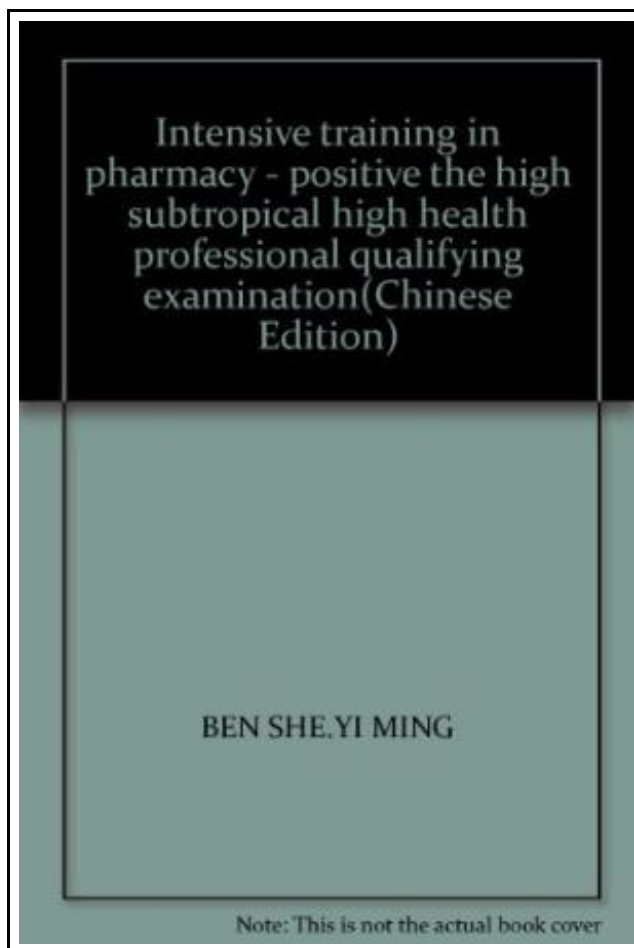 Intensive training in
pharmacy - positive the high
subtropical high health
professional qualifying
examination(Chinese
Edition)
BEN SHE.YI MING
Note: This is not the actual book cover